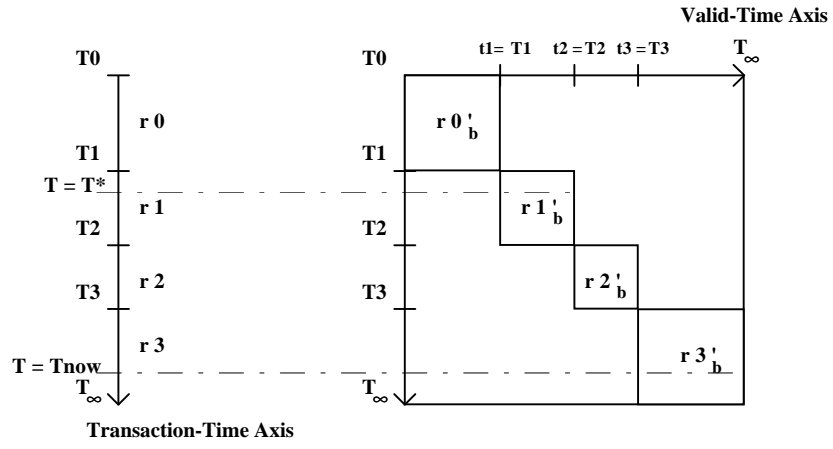 Valid-Time Axis
t1= T1 t2 =T2 t3 =T3 T∞
T0 T0
r 0 r 0'b
T1 T1
T = T*
r 1 r 1'b
T2 T2
r 2 r 2'b
T3 T3
r 3 r 3'b
T = Tnow
T∞ T∞
Transaction-Time Axis